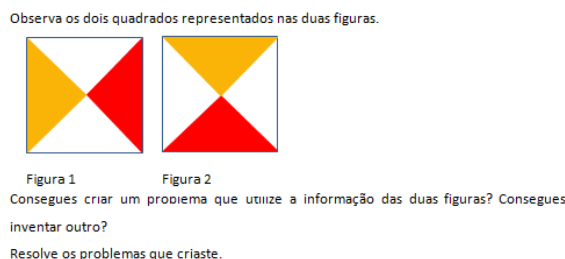 Observa os dois quadrados representados nas duas figuras.
Figura 1 Figura 2
Consegues criar um problema que utilize a informação das duas figuras? Consegues
inventar outro?
Resolve os problemas que criaste.